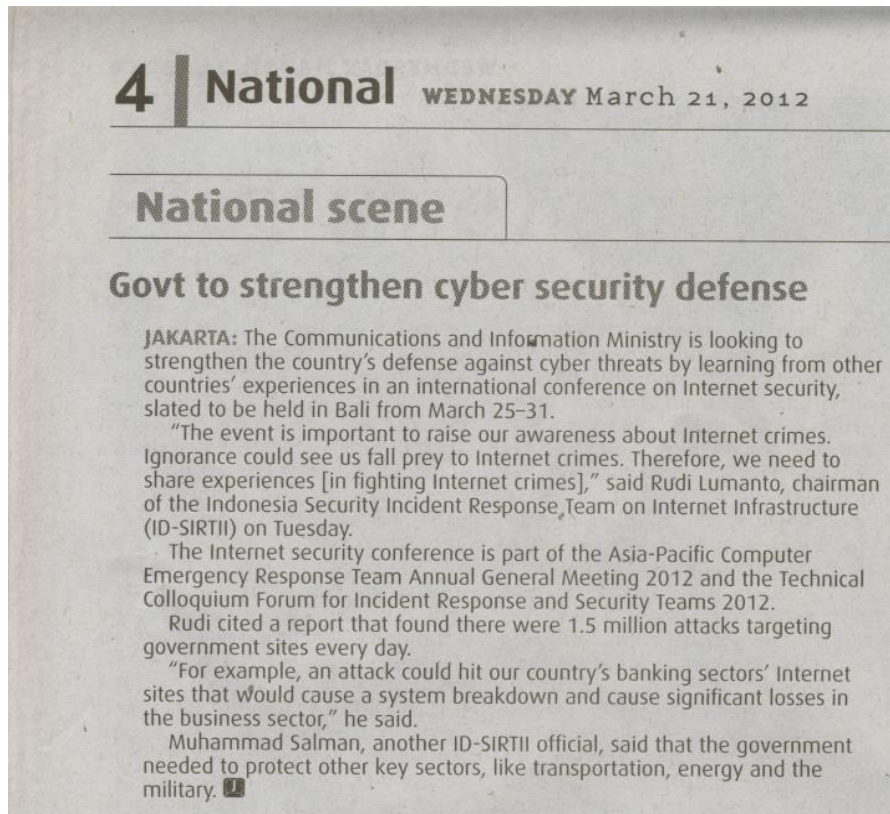 4 National WEDNESDAY March 21, 2012
National scene
Govt to strengthen cyber security defense
JAKARTA: The Communications and Information Ministry is looking to
strengthen the country's defense against cyber threats by learning from other
countries' experiences in an international conference on Internet security,
slated to be held in Bali from March 25–31.
"The event is important to raise our awareness about Internet crimes.
Ignorance could see us fall prey to Internet crimes. Therefore, we need to
share experiences [in fighting Internet crimes]," said Rudi Lumanto, chairman
of the Indonesia Security Incident Response Team on Internet Infrastructure
(ID-SIRTII) on Tuesday.
The Internet security conference is part of the Asia-Pacific Computer
Emergency Response Team Annual General Meeting 2012 and the Technical
Colloquium Forum for Incident Response and Security Teams 2012.
Rudi cited a report that found there were 1.5 million attacks targeting
government sites every day.
"For example, an attack could hit our country's banking sectors' Internet
sites that would cause a system breakdown and cause significant losses in
the business sector," he said.
Muhammad Salman, another ID-SIRTII official, said that the government
needed to protect other key sectors, like transportation, energy and the
military. J